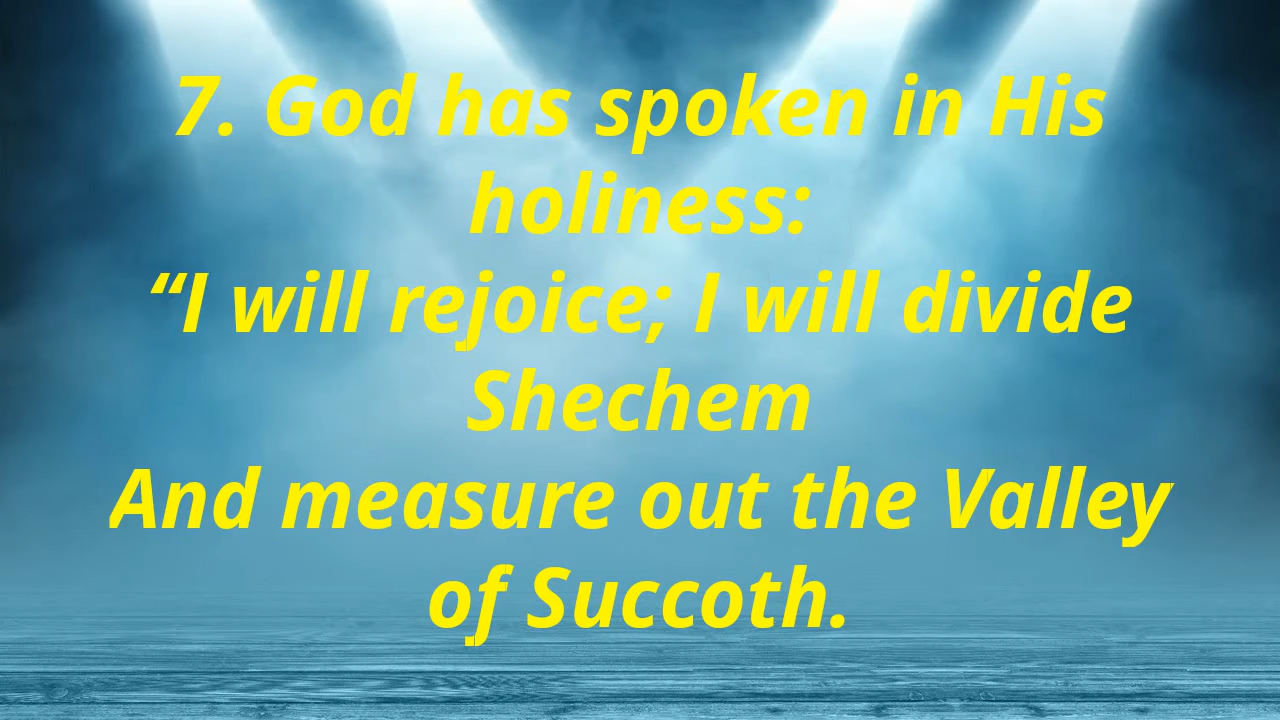 7. God has spoken in His
holiness:
“I will rejoice; I will divide
Shechem
And measure out the Valley
of Succoth.